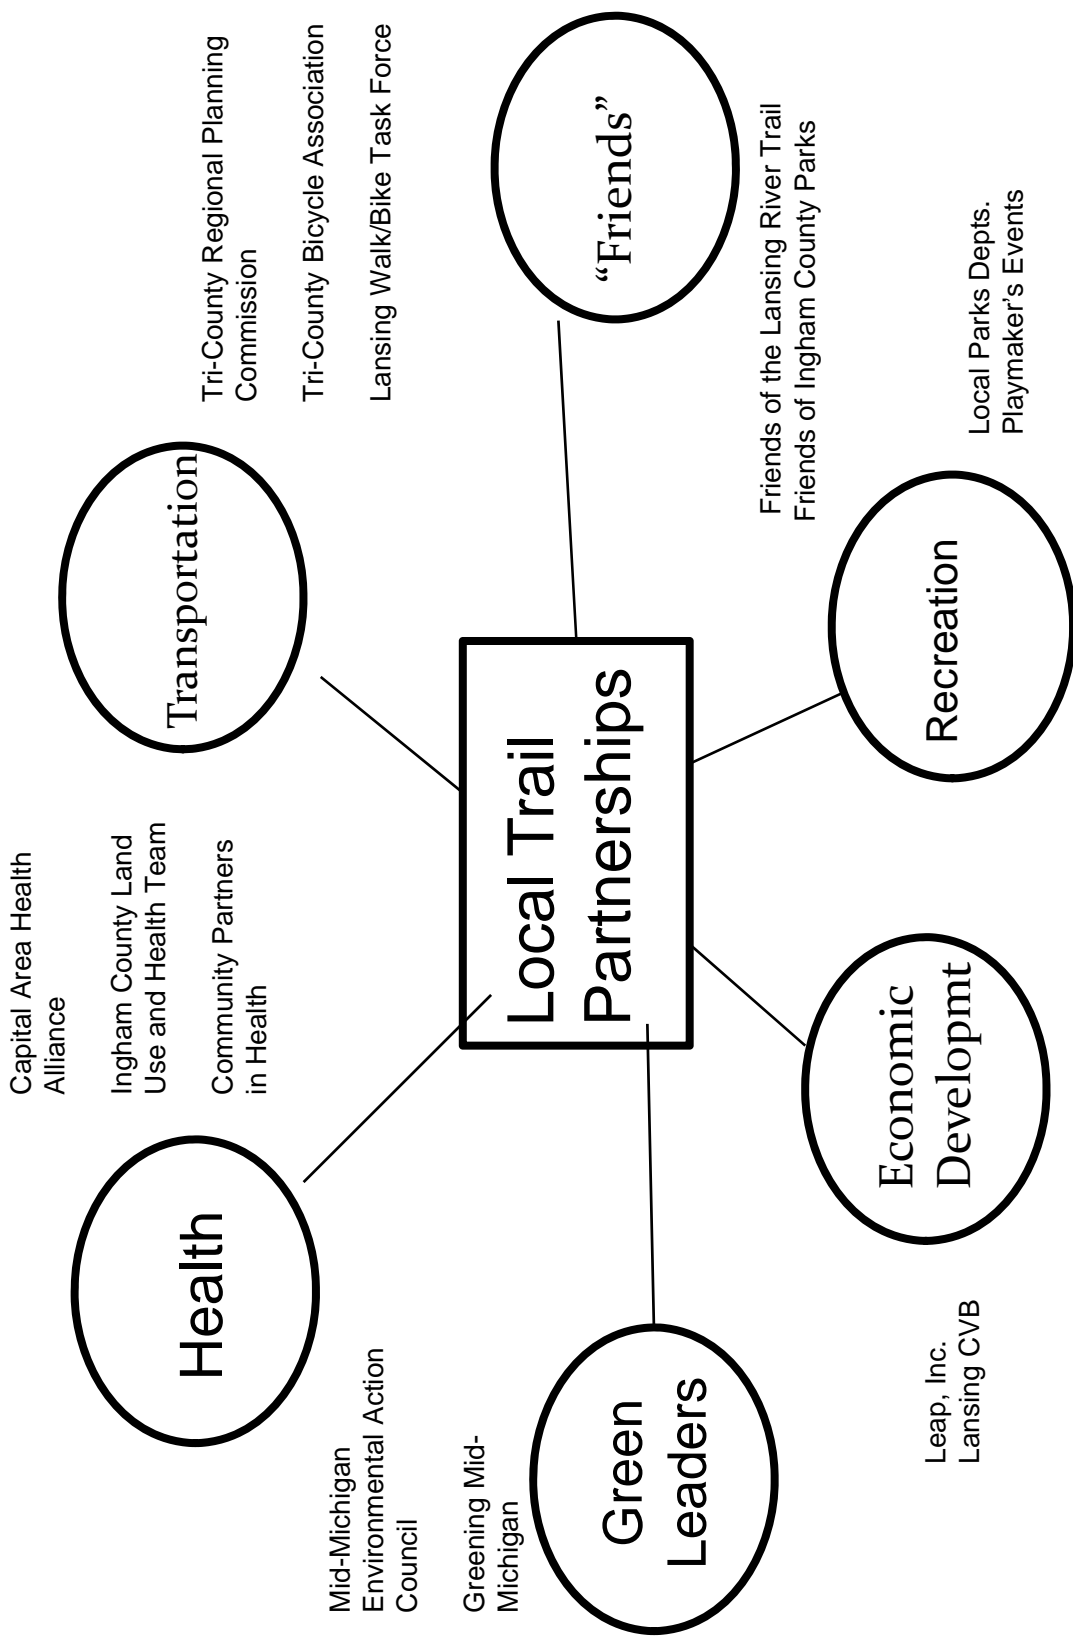 Capital Area Health
Alliance
Ingham County Land
Use and Health Team
Community Partners
in Health
Health
Transportation
Tri-County Regional Planning
Commission
Tri-County Bicycle Association
Lansing Walk/Bike Task Force
Mid-Michigan
Environmental Action
Council
Greening Mid-
Michigan
Green
Leaders
Local Trail
Partnerships
“Friends”
Friends of the Lansing River Trail
Friends of Ingham County Parks
Economic
Developmt
Leap, Inc.
Lansing CVB
Recreation
Local Parks Depts.
Playmaker’s Events